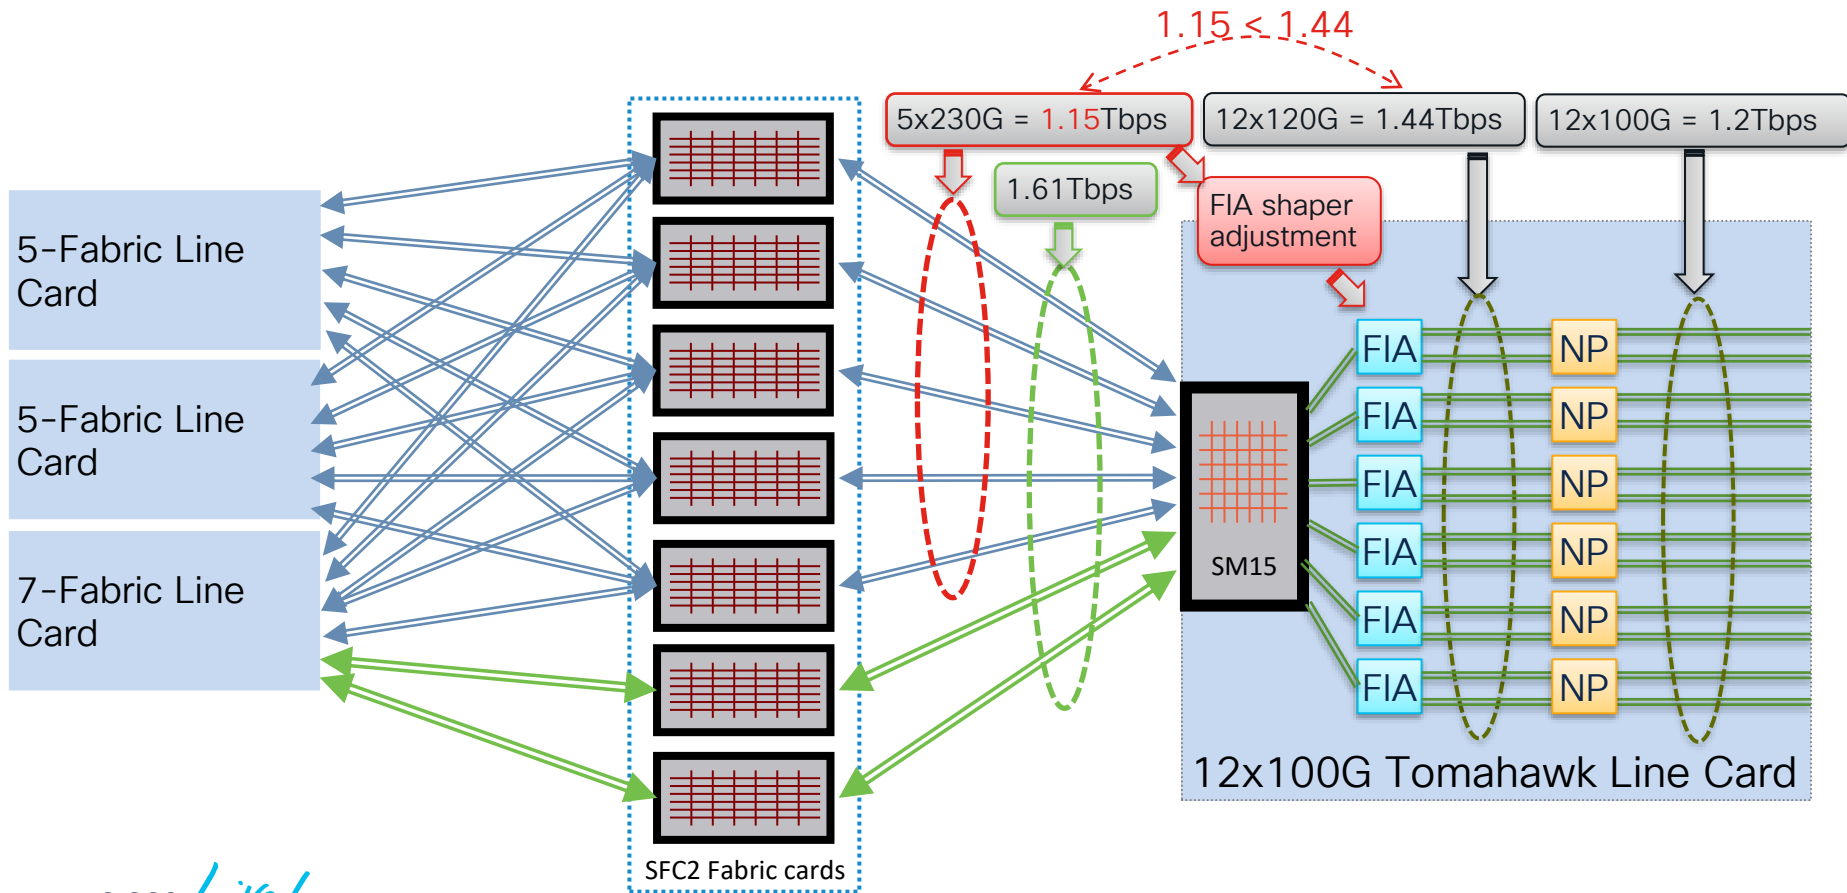 1.15 < 1.44
5x230G = 1.15Tbps
12x120G = 1.44Tbps
12x100G = 1.2Tbps
1.61Tbps
FIA shaper
adjustment
5-Fabric Line
Card
5-Fabric Line
Card
7-Fabric Line
Card
FIA
NP
FIA
NP
FIA
NP
FIA
NP
FIA
NP
FIA
NP
SM15
12x100G Tomahawk Line Card
SFC2 Fabric cards